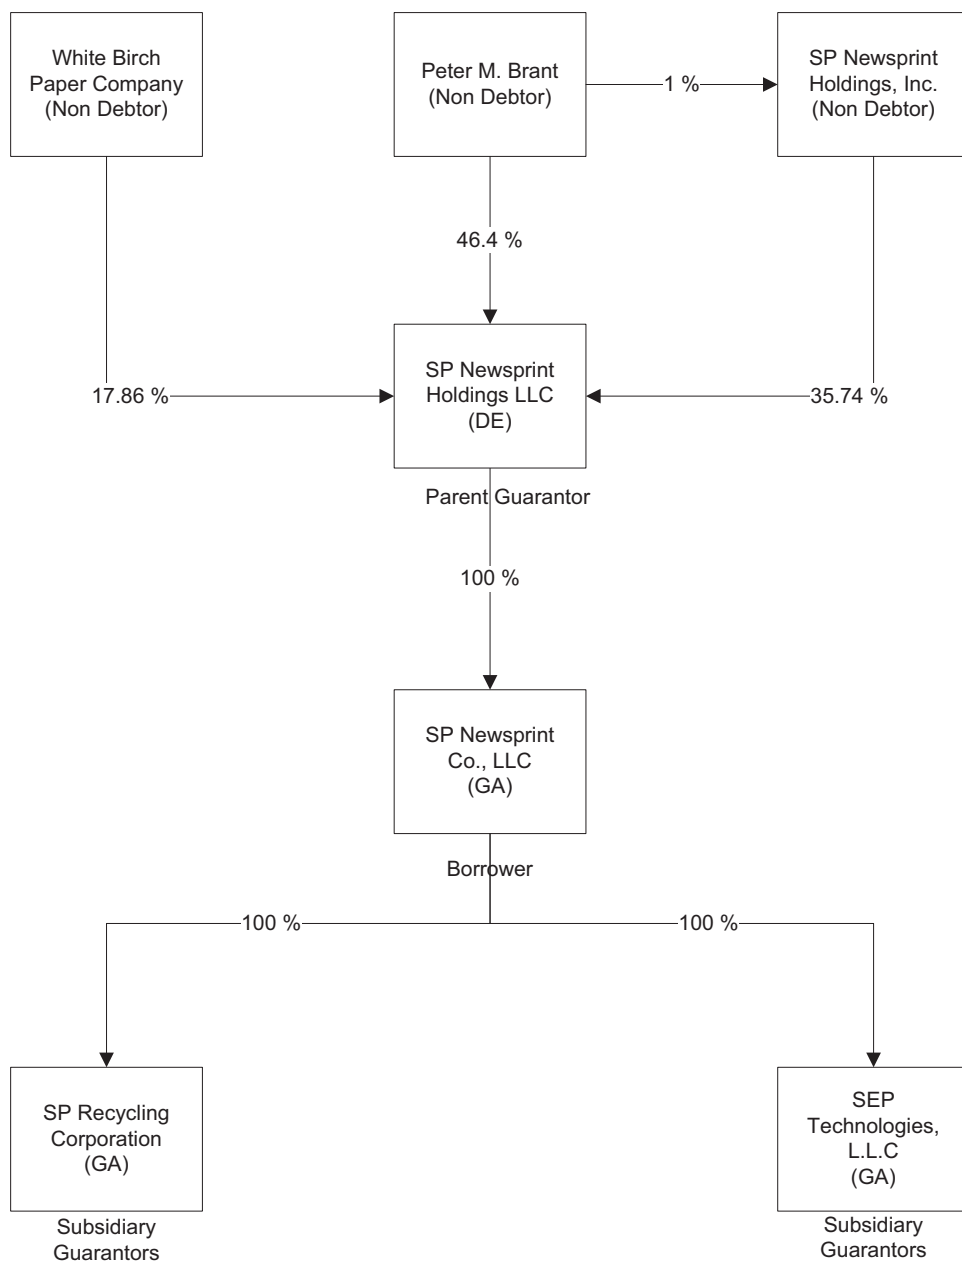 White Birch
Paper Company
(Non Debtor)
Peter M. Brant
(Non Debtor)
1 %
SP Newsprint
Holdings, Inc.
(Non Debtor)
46.4 %
17.86 %
SP Newsprint
Holdings LLC
(DE)
35.74 %
Parent Guarantor
100 %
SP Newsprint
Co., LLC
(GA)
Borrower
100 %
100 %
SP Recycling
Corporation
(GA)
Subsidiary
Guarantors
SEP
Technologies,
L.L.C
(GA)
Subsidiary
Guarantors